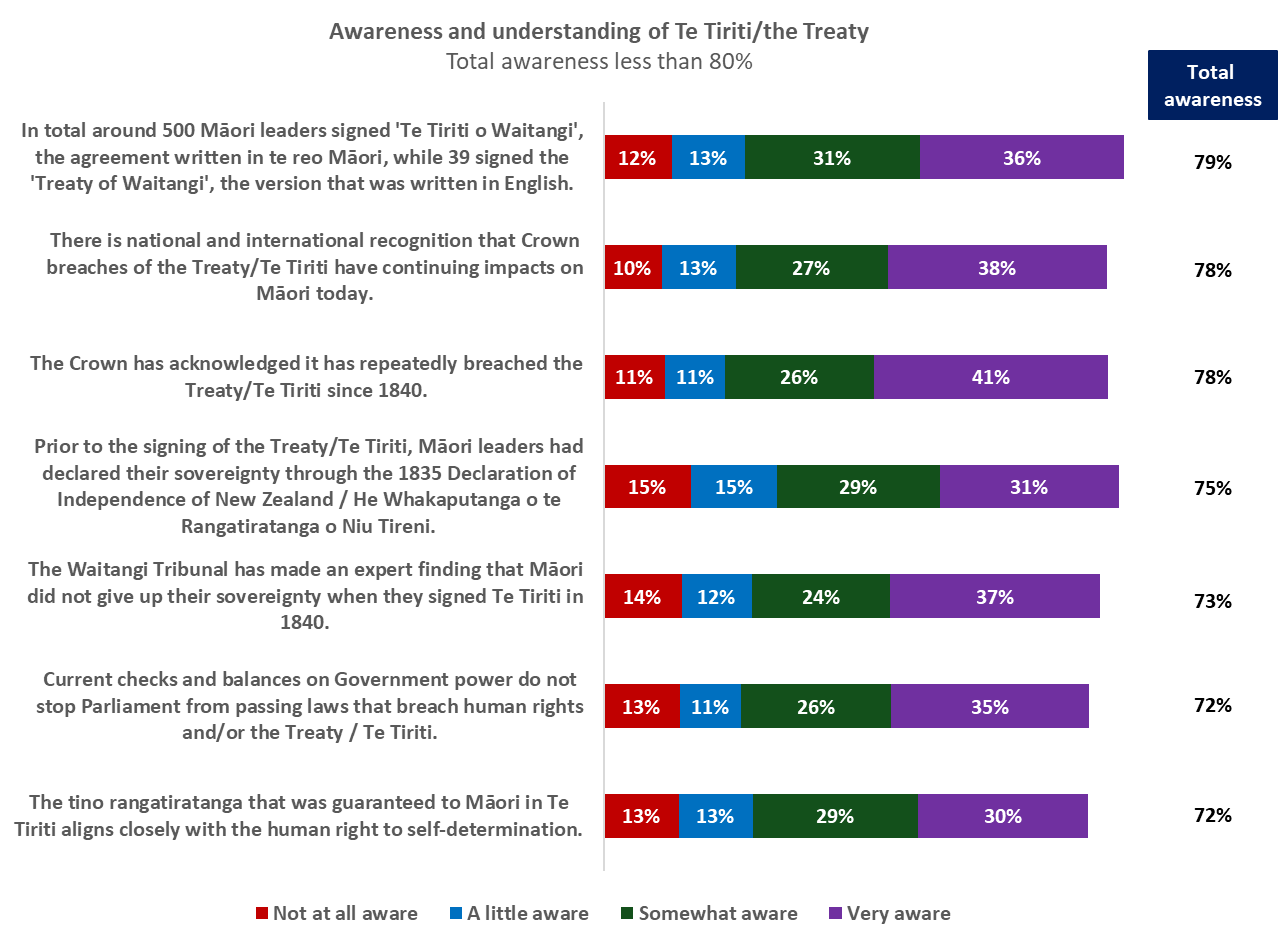 Awareness and understanding of Te Tiriti/the Treaty
Total awareness less than 80%
Total
awareness
In total around 500 Māori leaders signed 'Te Tiriti o Waitangi',
the agreement written in te reo Māori, while 39 signed the
'Treaty of Waitangi', the version that was written in English.
12% 13% 31% 36% 79%
There is national and international recognition that Crown
breaches of the Treaty/Te Tiriti have continuing impacts on
Māori today.
10% 13% 27% 38% 78%
The Crown has acknowledged it has repeatedly breached the
Treaty/Te Tiriti since 1840.
11% 11% 26% 41% 78%
Prior to the signing of the Treaty/Te Tiriti, Māori leaders had
declared their sovereignty through the 1835 Declaration of
Independence of New Zealand / He Whakaputanga o te
Rangatiratanga o Niu Tireni.
15% 15% 29% 31% 75%
The Waitangi Tribunal has made an expert finding that Māori
did not give up their sovereignty when they signed Te Tiriti in
1840.
14% 12% 24% 37% 73%
Current checks and balances on Government power do not
stop Parliament from passing laws that breach human rights
and/or the Treaty / Te Tiriti.
13% 11% 26% 35% 72%
The tino rangatiratanga that was guaranteed to Māori in Te
Tiriti aligns closely with the human right to self-determination.
13% 13% 29% 30% 72%
Not at all aware A little aware Somewhat aware Very aware